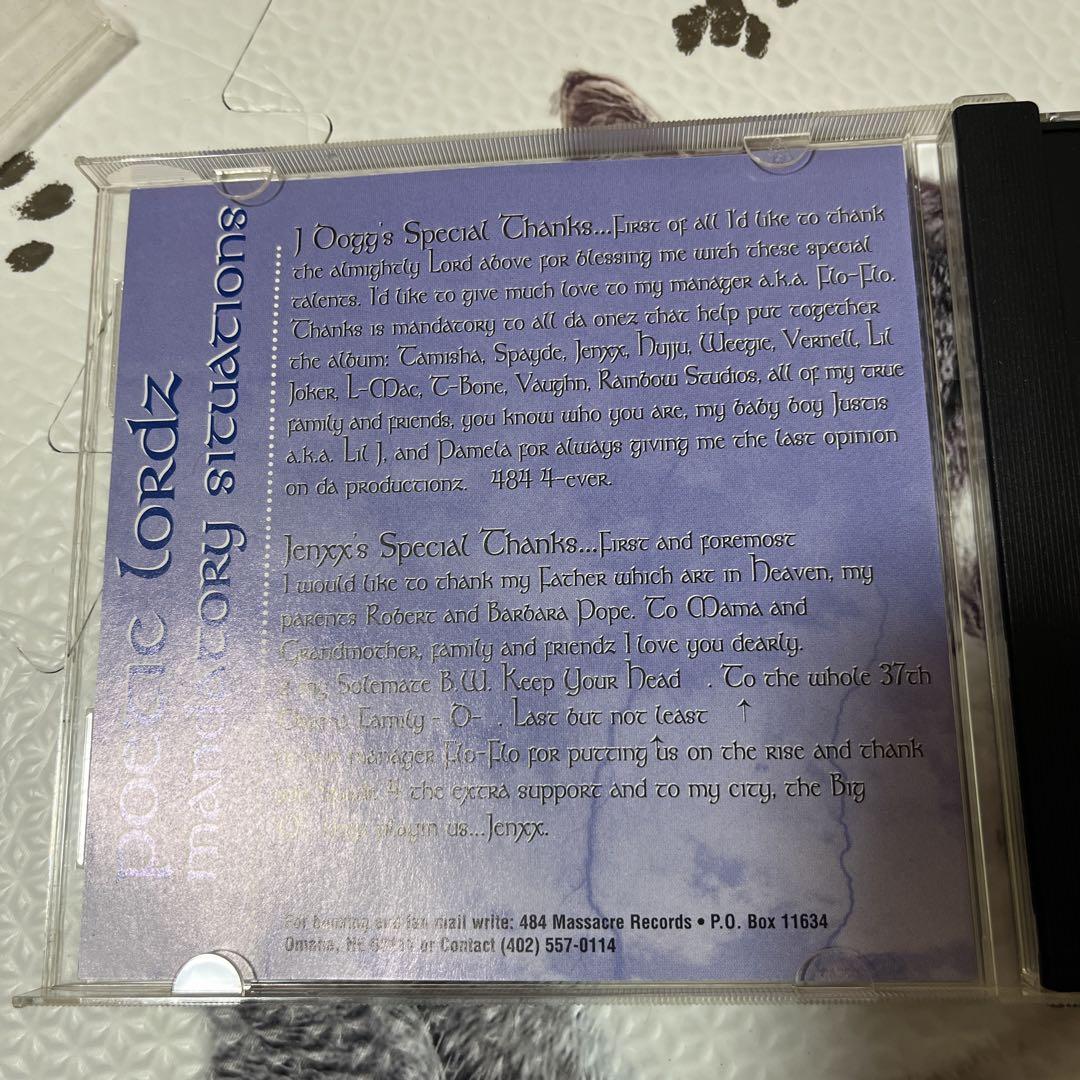 poetic lordz
mandatory situations
J Dogg's Special Thanks...First of all I'd like to thank
the almightly Lord above for blessing me with these special
talents. I'd like to give much love to my manager a.k.a. Flo-Flo.
Thanks is mandatory to all da onez that help put together
the album: Tamisha, Spayde, Jenxx, Hujju, Weegie, Vernell, Lil
Joker, L-Mac, T-Bone, Vaughn, Rainbow Studios, all of my true
family and friends, you know who you are, my baby boy Justis
a.k.a. Lil J, and Pamela for always giving me the last opinion
on da productionz. 484 4-ever.
Jenxx's Special Thanks...First and foremost
I would like to thank my Father which art in Heaven, my
parents Robert and Barbara Pope. To Mama and
Grandmother, family and friendz I love you dearly.
my Solemate B.W. Keep Your Head . To the whole 37th
Family - D- . Last but not least ↑
manager Flo-Flo for putting ↑ us on the rise and thank
4 the extra support and to my city, the Big
us...Jenxx.
For booking and fan mail write: 484 Massacre Records • P.O. Box 11634
Omaha, NE or Contact (402) 557-0114